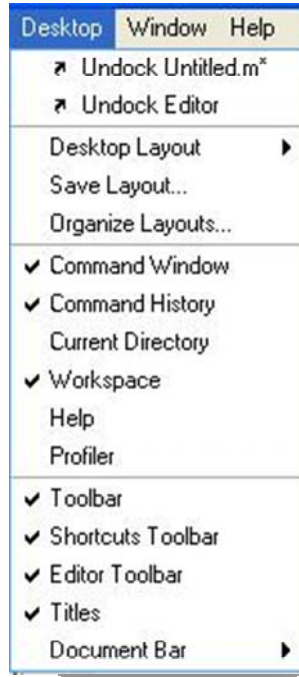 Desktop Window Help
Undock Untitled.m*
Undock Editor
Desktop Layout
Save Layout...
Organize Layouts...
Command Window
Command History
Current Directory
Workspace
Help
Profiler
Toolbar
Shortcuts Toolbar
Editor Toolbar
Titles
Document Bar